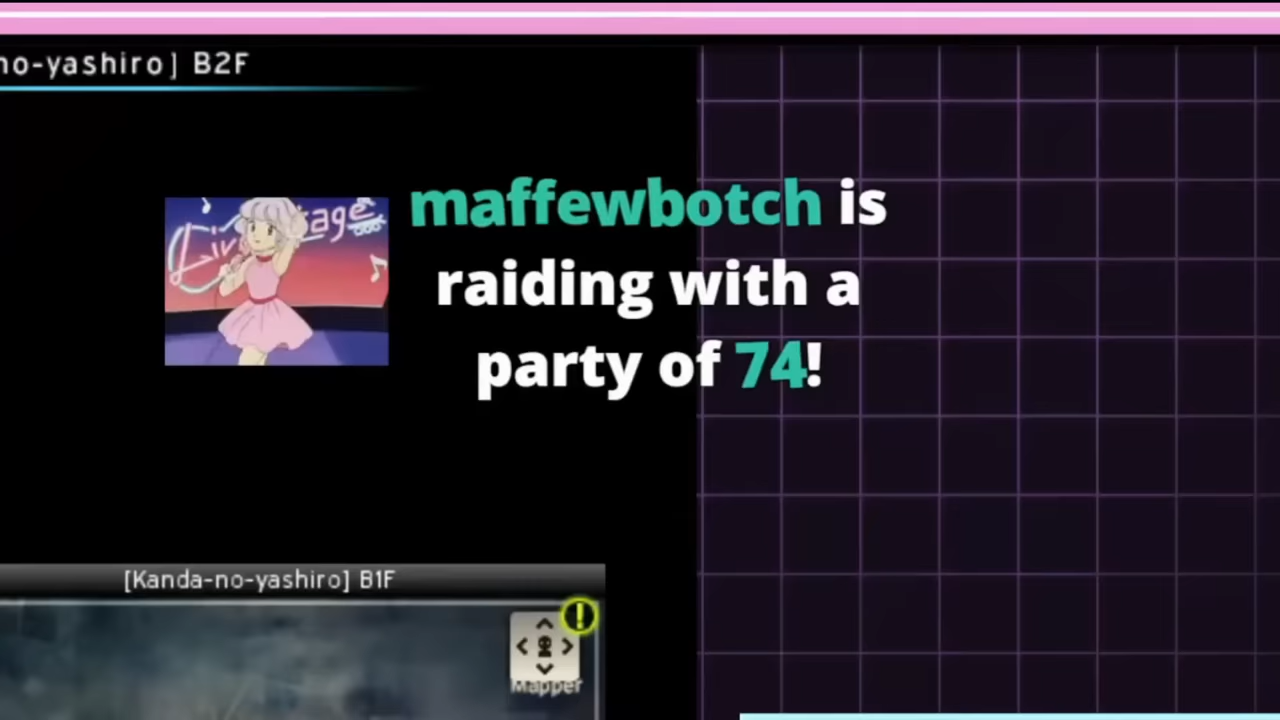 no-yashiro] B2F
maffewbotch is
raiding with a
party of 74!
[Kanda-no-yashiro] B1F
!
Mapper